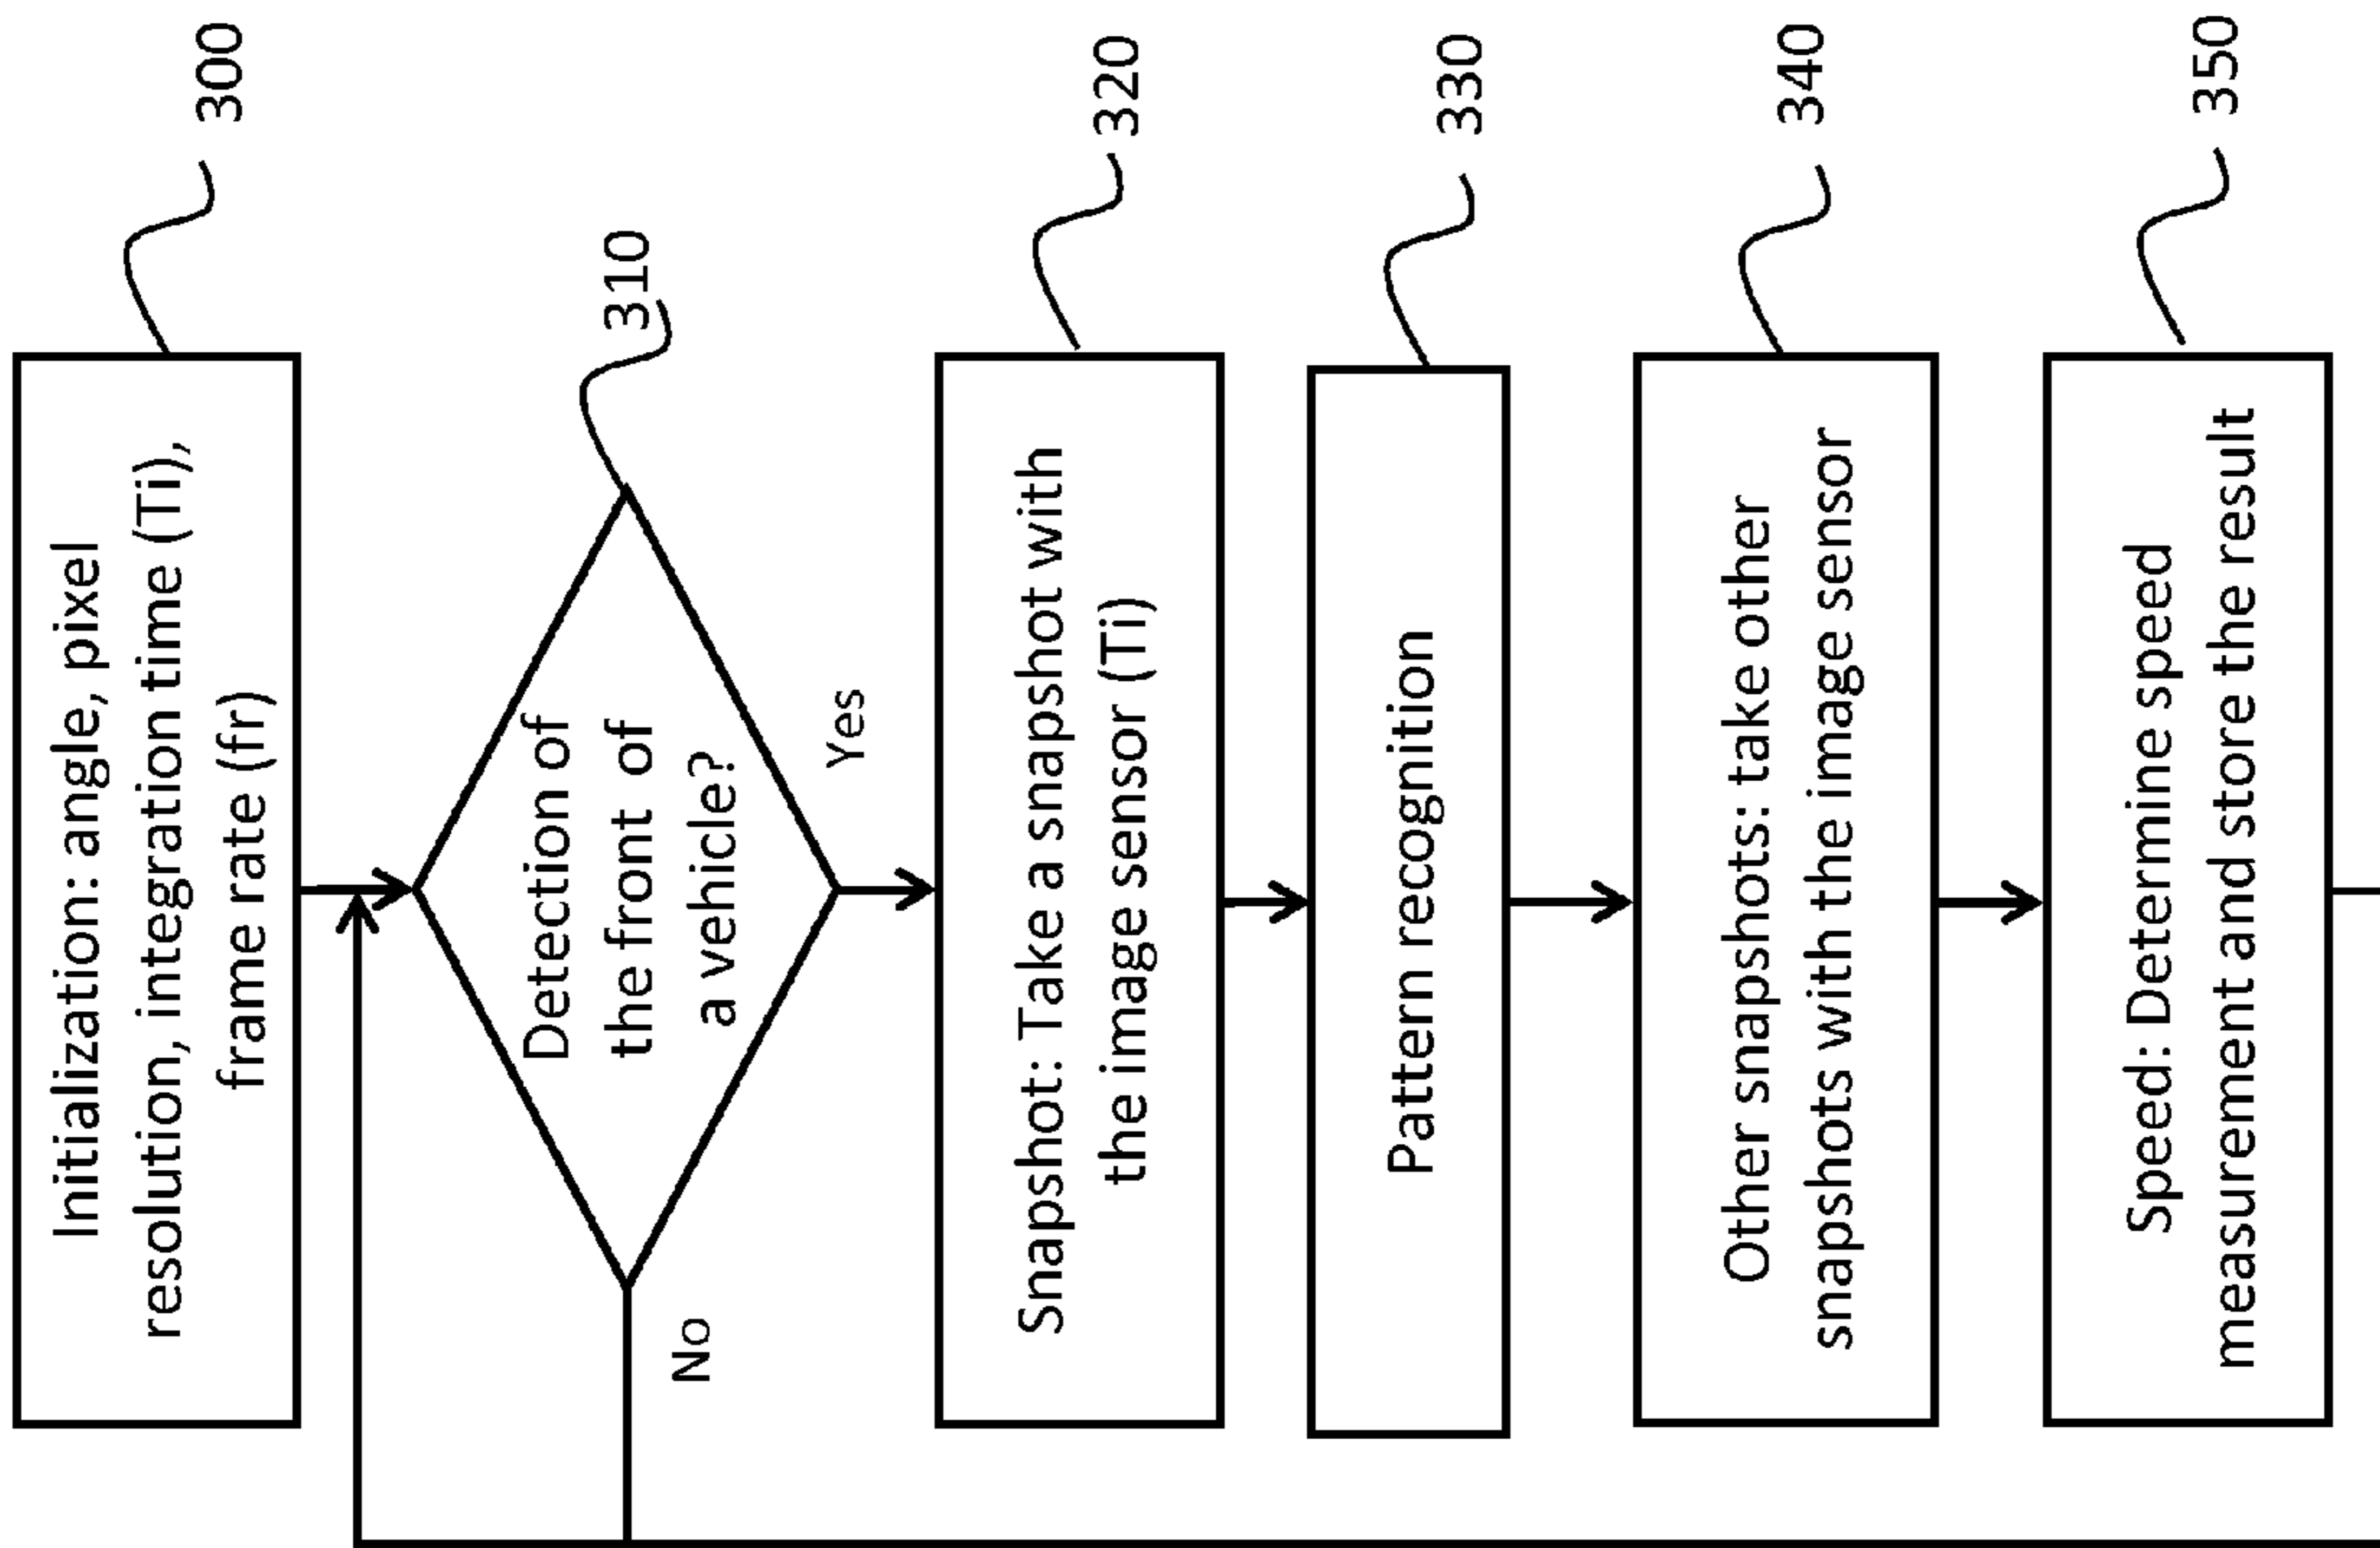 Initialization: angle, pixel
resolution, integration time (Ti),
frame rate (fr)
300
Detection of
the front of
a vehicle?
310
No
Yes
Snapshot: Take a snapshot with
the image sensor (Ti)
320
Pattern recognition
330
Other snapshots: take other
snapshots with the image sensor
340
Speed: Determine speed
measurement and store the result
350